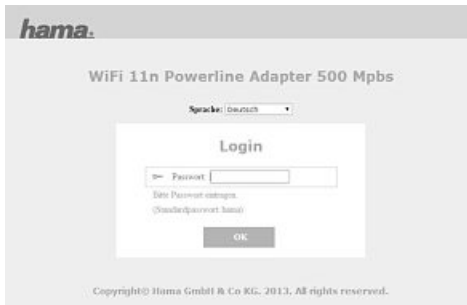 hama.
WiFi 11n Powerline Adapter 500 Mpbs
Sprache: Deutsch
Login
Passwort:
Bitte Passwort eintragen.
(Standardpasswort: hama)
OK
Copyright© Hama GmbH & Co KG. 2013. All rights reserved.